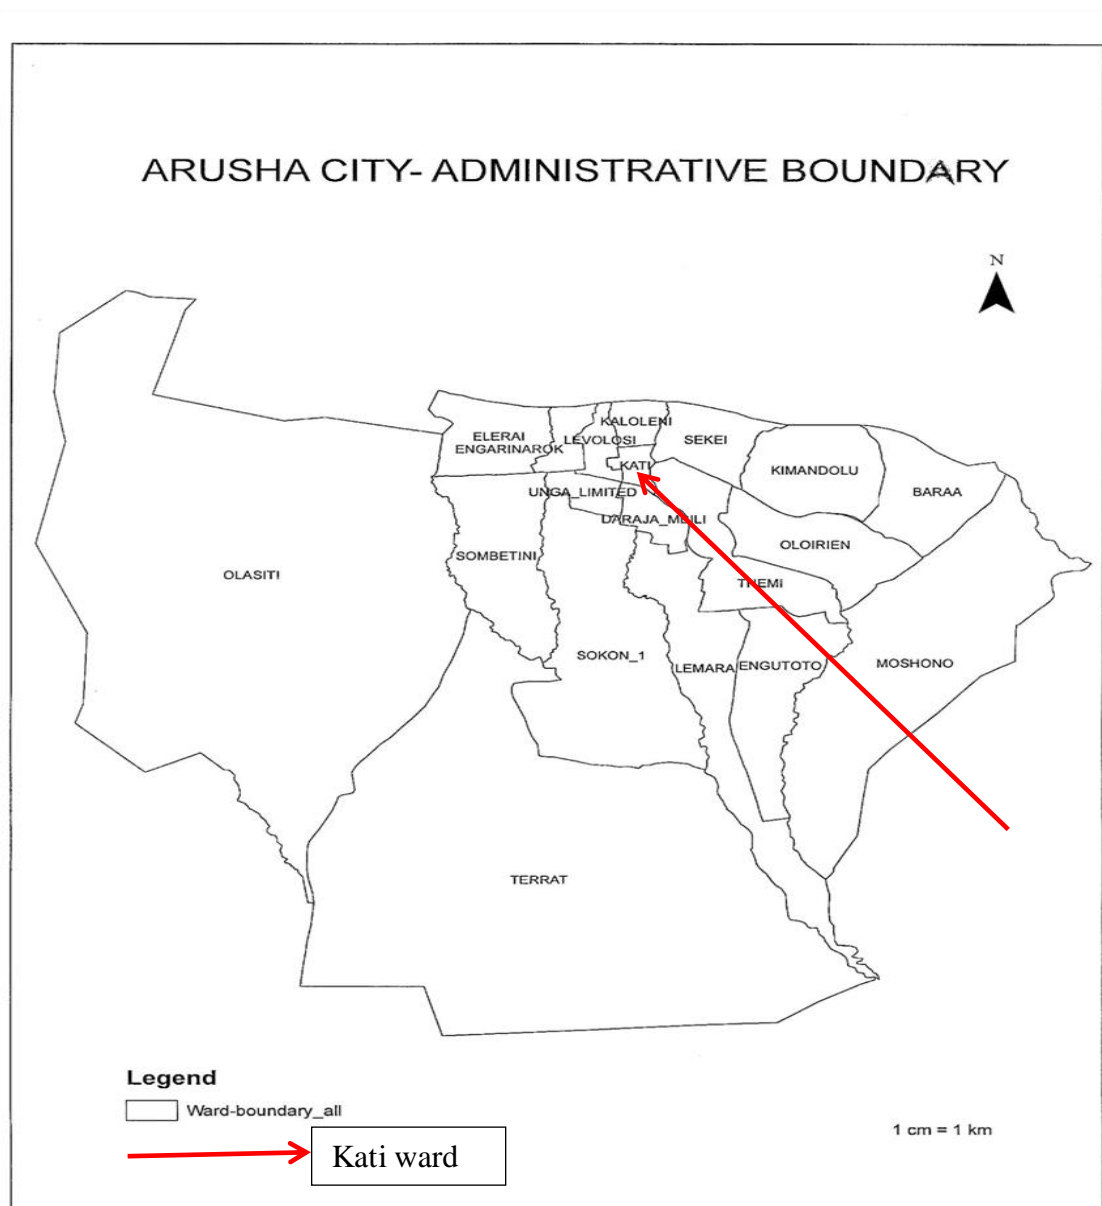 ARUSHA CITY- ADMINISTRATIVE BOUNDARY
N
KALOLENI
ELERAI
LEVOLOSI
SEKEI
ENGARINAROK
KATI
KIMANDOLU
UNGA_LIMITED
BARAA
DARAJA_MBILI
OLOIRIEN
SOMBETINI
OLASITI
THEMI
SOKON_1
LEMARA
ENGUTOTO
MOSHONO
TERRAT
Legend
Ward-boundary_all
1 cm = 1 km
Kati ward